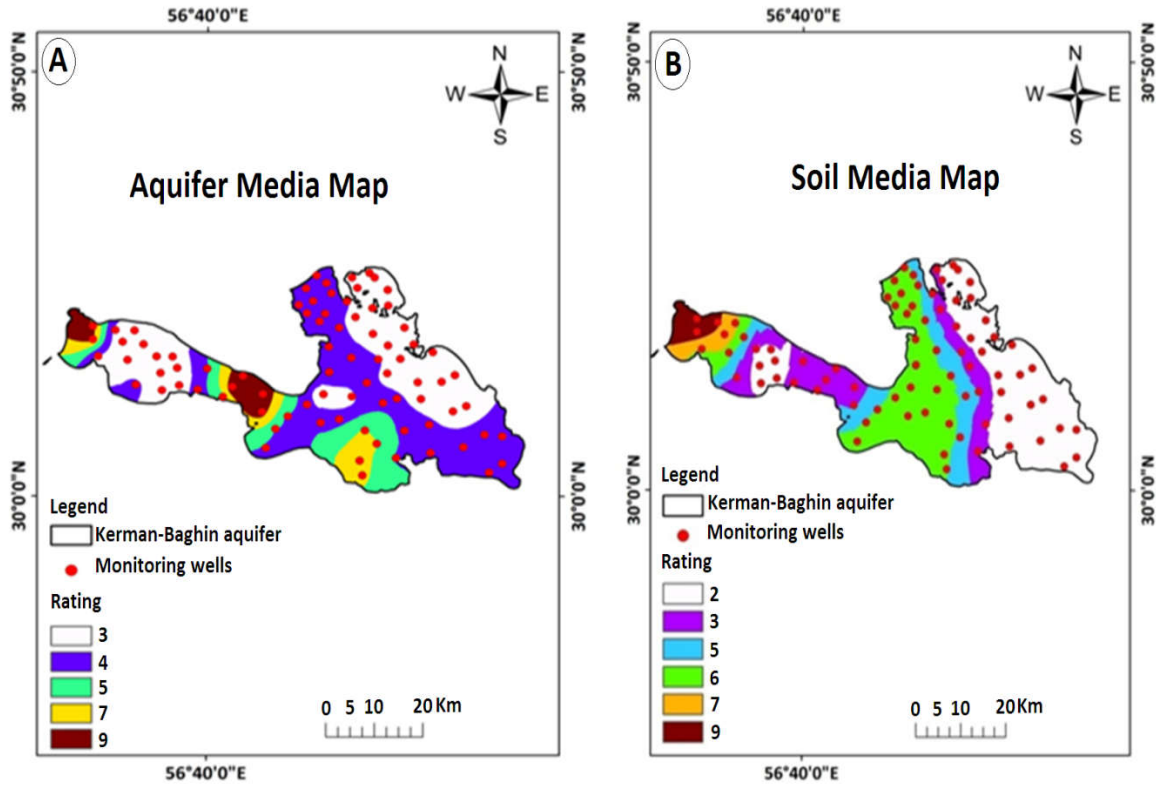 56°40'0"E
A
30°50'0"N
N
W E
S
30°50'0"N
Aquifer Media Map
30°0'0"N
30°0'0"N
Legend
Kerman-Baghin aquifer
Monitoring wells
Rating
3
4
5
7
9
0 5 10 20 Km
56°40'0"E
56°40'0"E
B
30°50'0"N
N
W E
S
30°50'0"N
Soil Media Map
30°0'0"N
30°0'0"N
Legend
Kerman-Baghin aquifer
Monitoring wells
Rating
2
3
5
6
7
9
0 5 10 20 Km
56°40'0"E